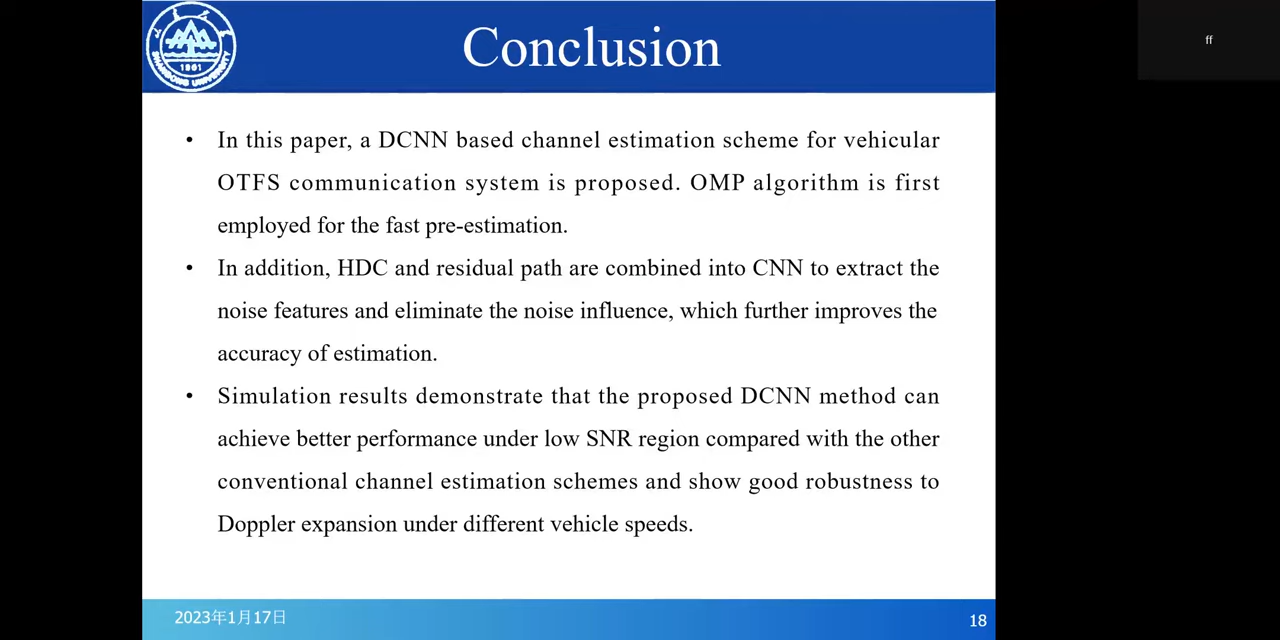 Conclusion
ff
1901
• In this paper, a DCNN based channel estimation scheme for vehicular
OTFS communication system is proposed. OMP algorithm is first
employed for the fast pre-estimation.
• In addition, HDC and residual path are combined into CNN to extract the
noise features and eliminate the noise influence, which further improves the
accuracy of estimation.
• Simulation results demonstrate that the proposed DCNN method can
achieve better performance under low SNR region compared with the other
conventional channel estimation schemes and show good robustness to
Doppler expansion under different vehicle speeds.
2023年1月17日
18